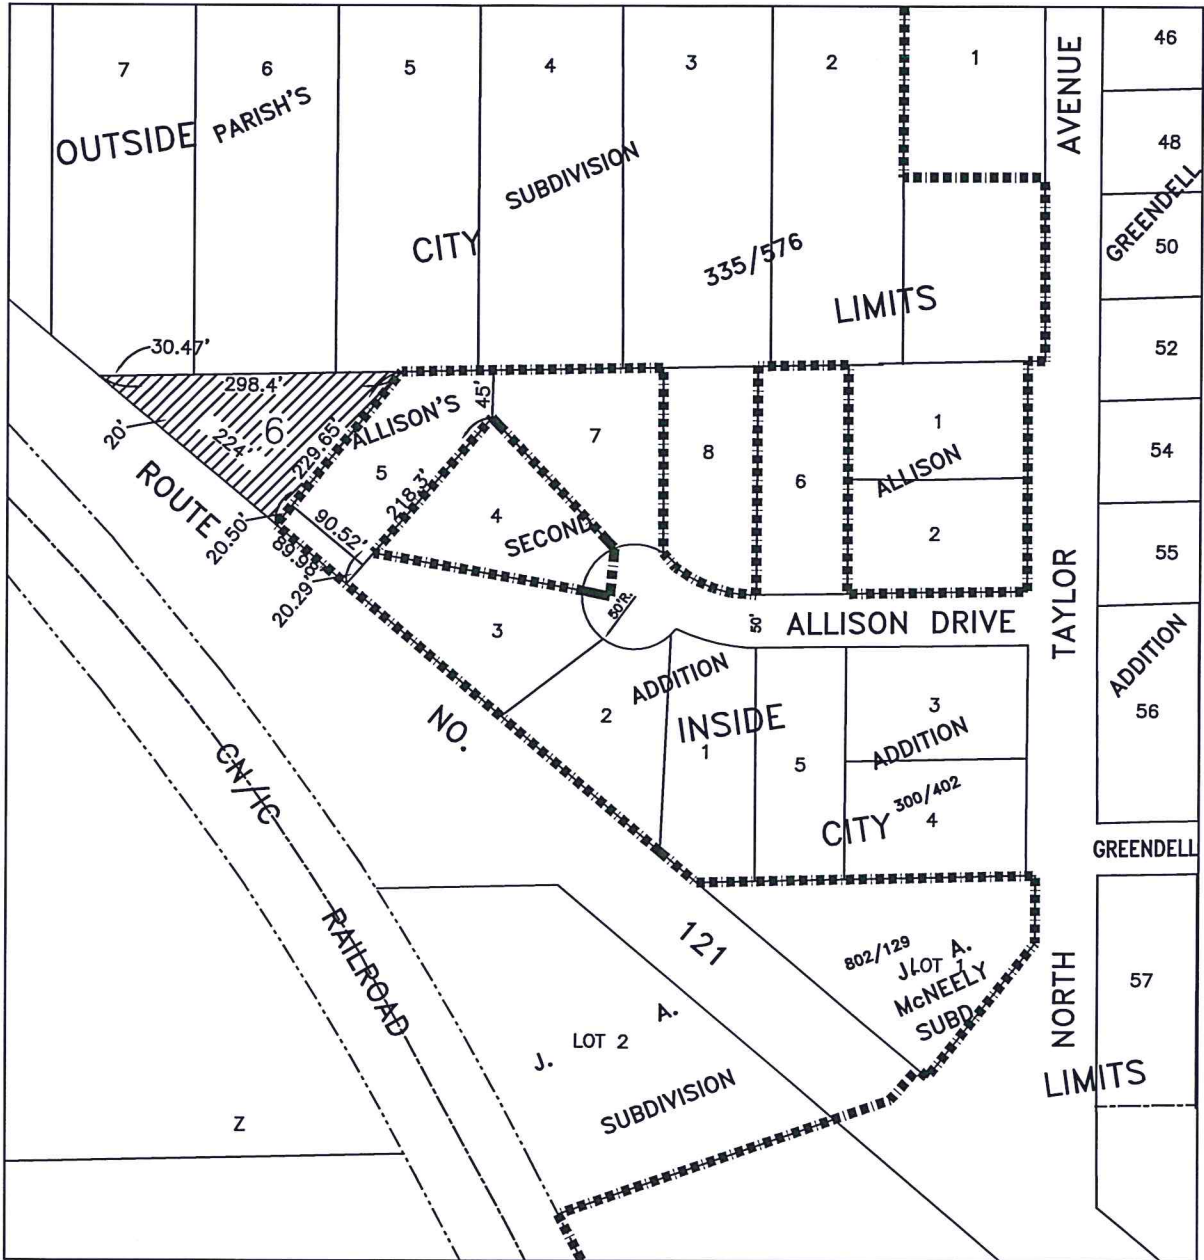 7
6
5
4
3
2
1
46
AVENUE
48
OUTSIDE
PARISH'S
SUBDIVISION
GREENDELL
50
CITY
335/576
LIMITS
52
30.47'
298.4'
45'
20'
224'
6
229.65'
ALLISON'S
5
218.3'
7
8
6
1
ALLISON
2
54
ROUTE
4
SECOND
20.50'
90.52'
89.98'
20.29'
55
3
50'R.
50'
ALLISON DRIVE
TAYLOR
ADDITION
56
2
ADDITION
INSIDE
1
5
3
ADDITION
300/402
CITY
4
NO.
CN/IC
GREENDELL
RAILROAD
121
802/129
J. A.
LOT 1
McNEELY
SUBD.
NORTH
57
J. A.
LOT 2
SUBDIVISION
LIMITS
Z